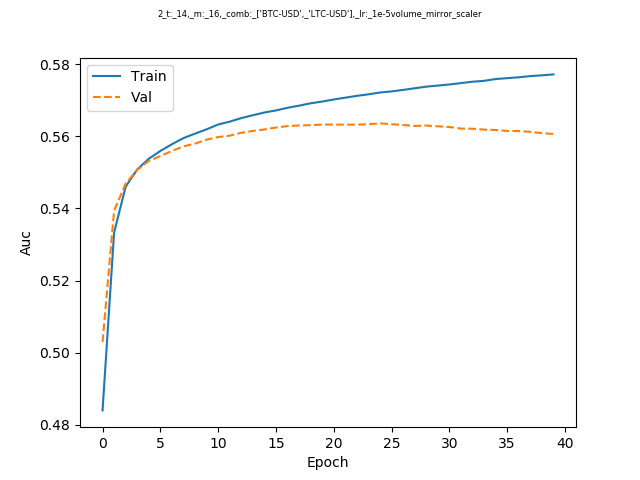 2_t:_14,_m:_16,_comb:_['BTC-USD',_'LTC-USD'],_lr:_1e-5volume_mirror_scaler
Train
Val
0.58
0.56
0.54
0.52
0.50
0.48
Auc
0 5 10 15 20 25 30 35 40
Epoch